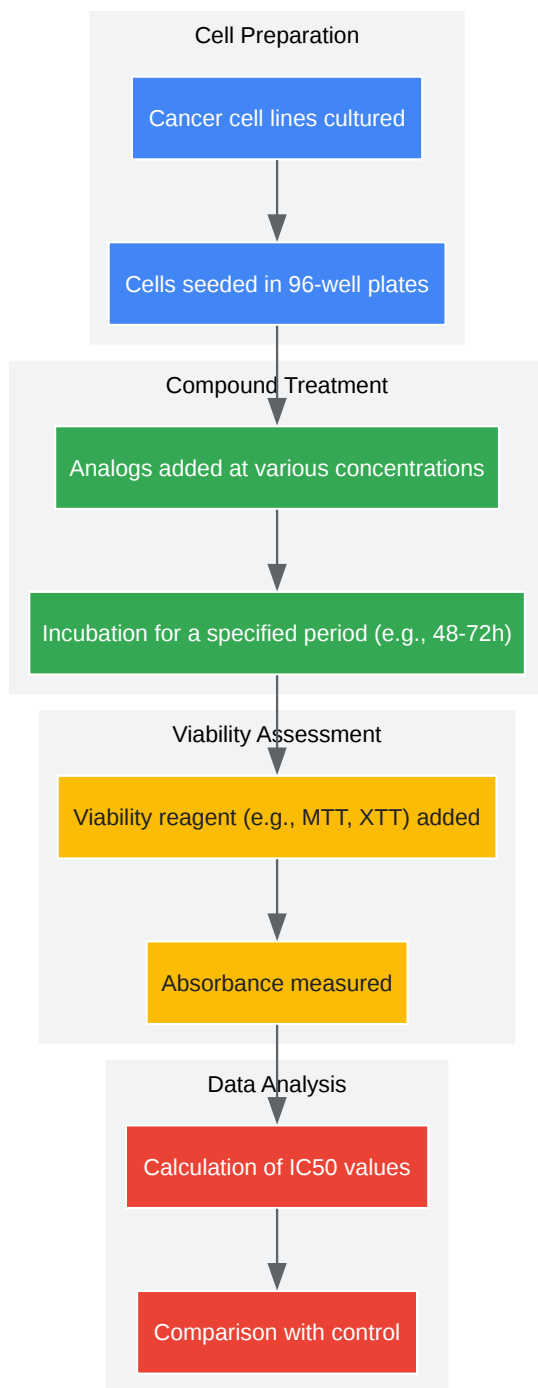 Cell Preparation
Cancer cell lines cultured
Cells seeded in 96-well plates
Compound Treatment
Analogs added at various concentrations
Incubation for a specified period (e.g., 48-72h)
Viability Assessment
Viability reagent (e.g., MTT, XTT) added
Absorbance measured
Data Analysis
Calculation of IC50 values
Comparison with control